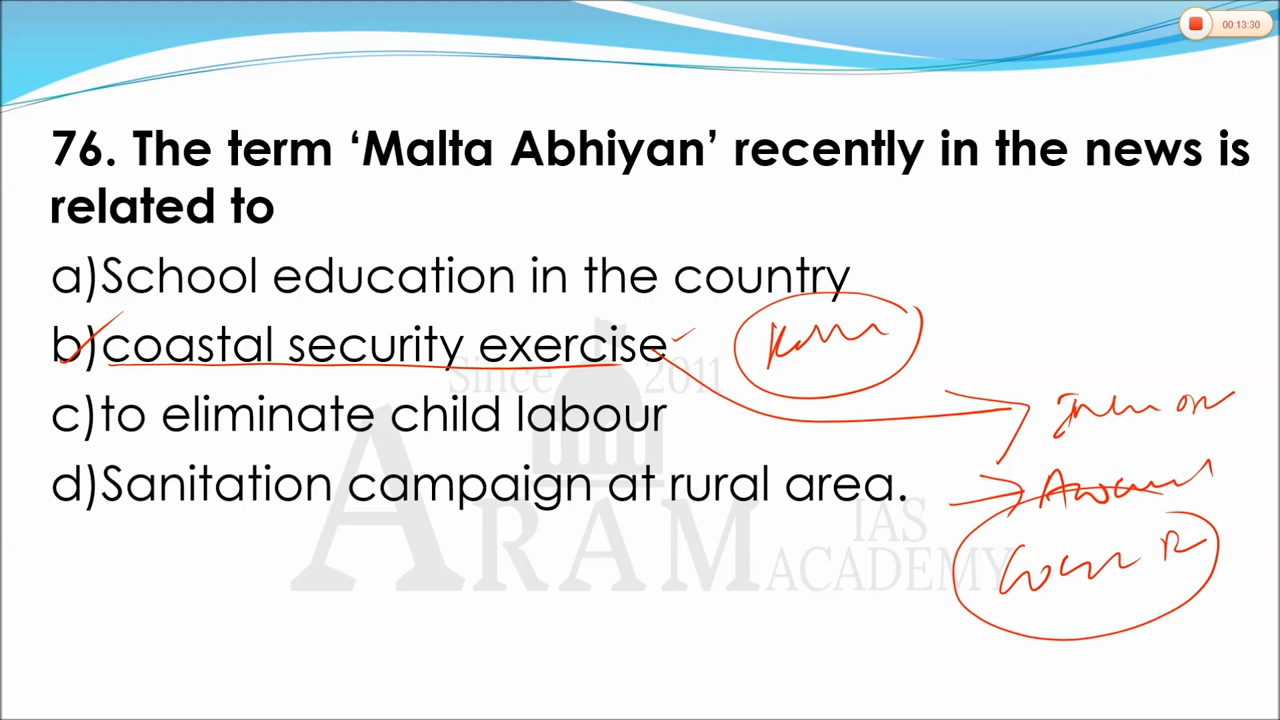 00:13:30
76. The term ‘Malta Abhiyan’ recently in the news is
related to
a)School education in the country
b)coastal security exercise
c)to eliminate child labour
d)Sanitation campaign at rural area.
Since 2011
ARAM IAS
ACADEMY